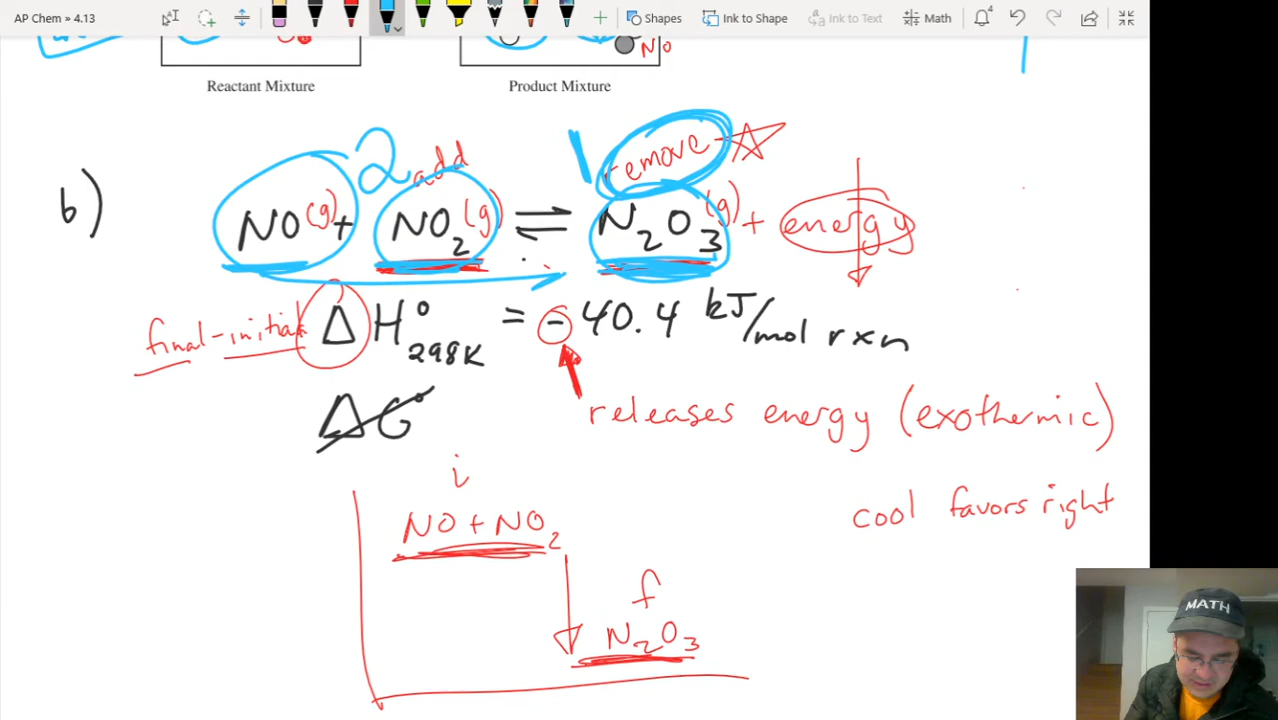 AP Chem » 4.13
Shapes
Ink to Shape
Ink to Text
Math
4
NO
Reactant Mixture
Product Mixture
b)
2 add
1 remove ☆
NO(g) + NO₂(g) ⇌ N₂O₃(g) + energy
final-initial ΔH°₂₉₈K = -40.4 kJ/mol rxn
ΔG°
releases energy (exothermic)
i
NO + NO₂
cool favors right
f
N₂O₃
MATH